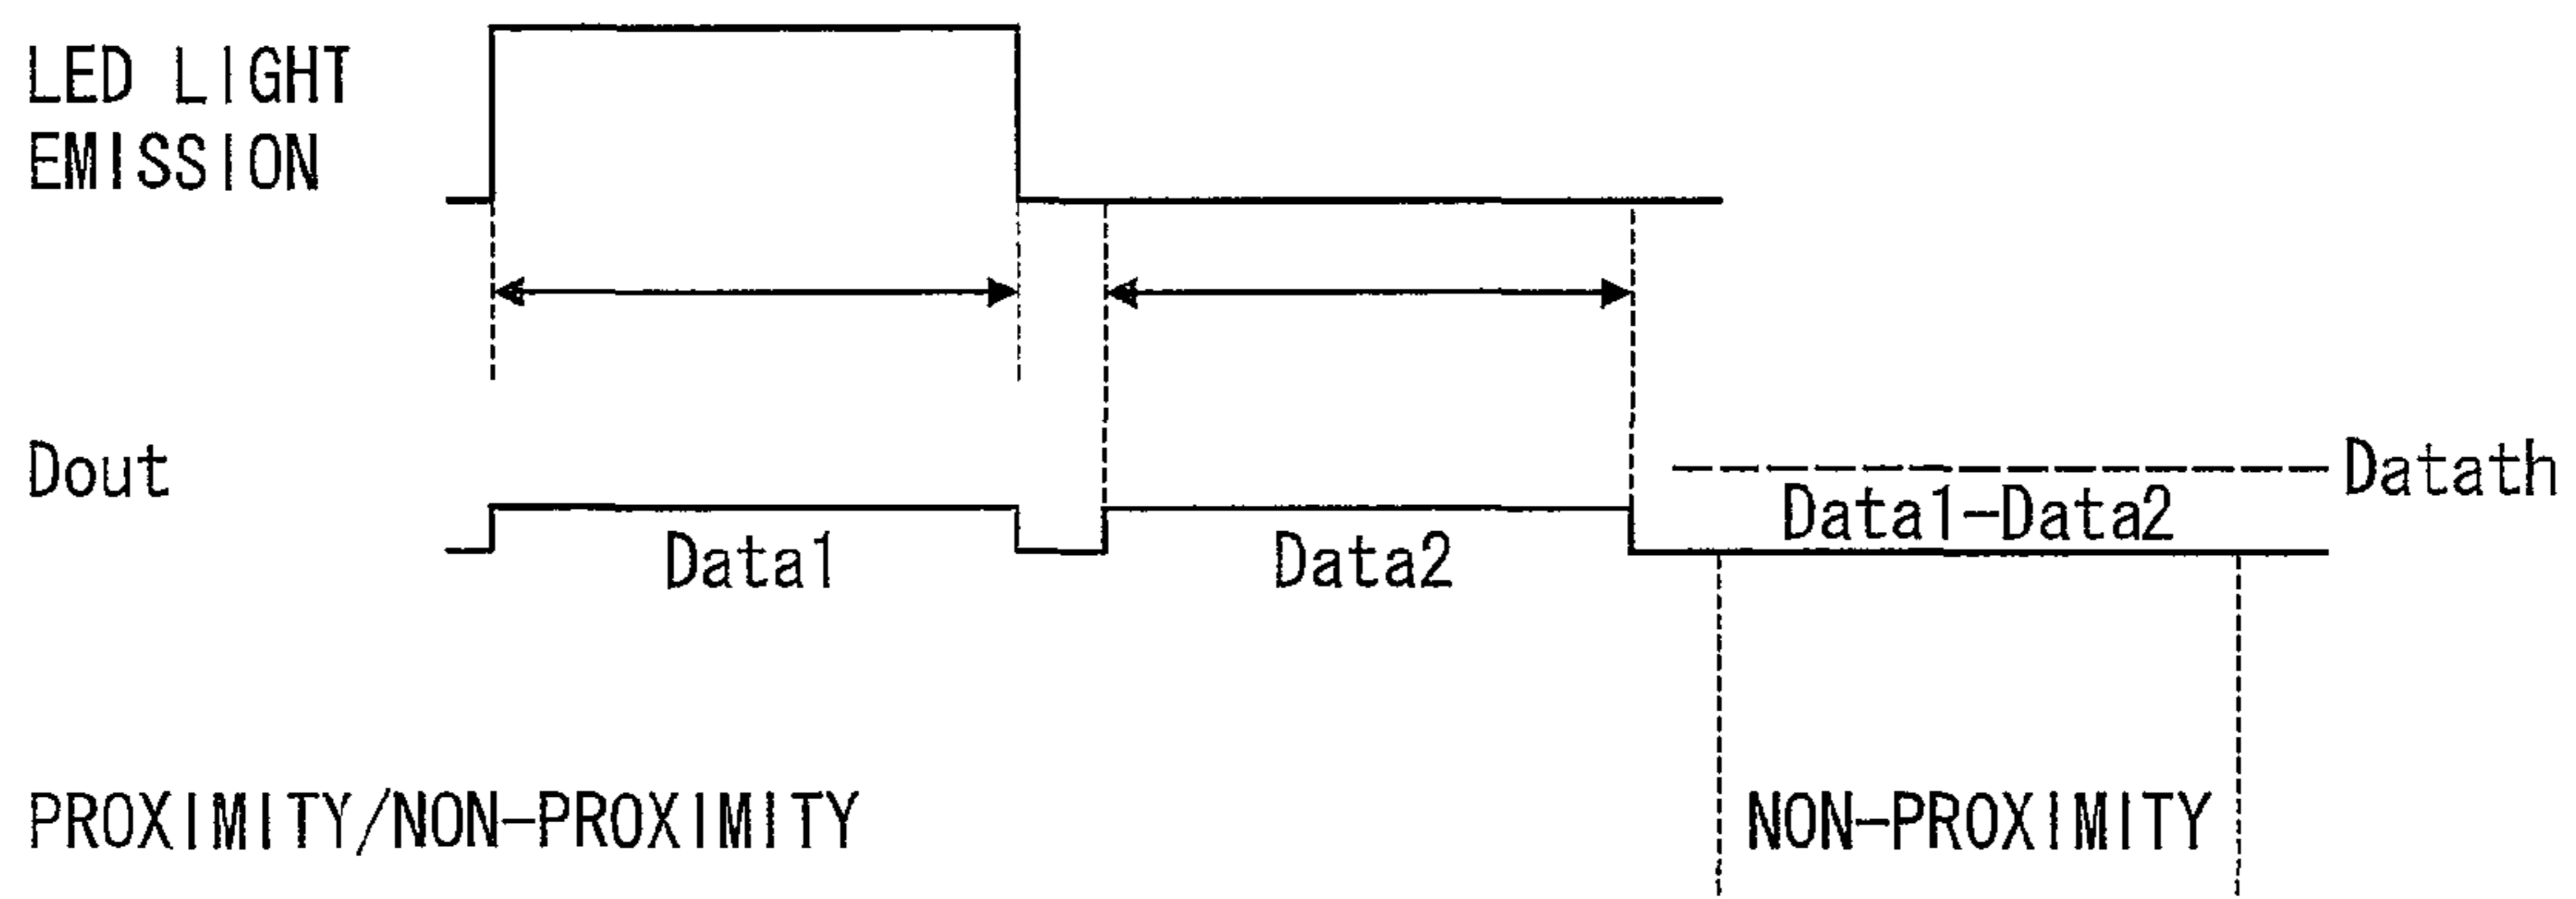 LED LIGHT
EMISSION
Dout
Datath
Data1-Data2
Data1
Data2
PROXIMITY/NON-PROXIMITY
NON-PROXIMITY